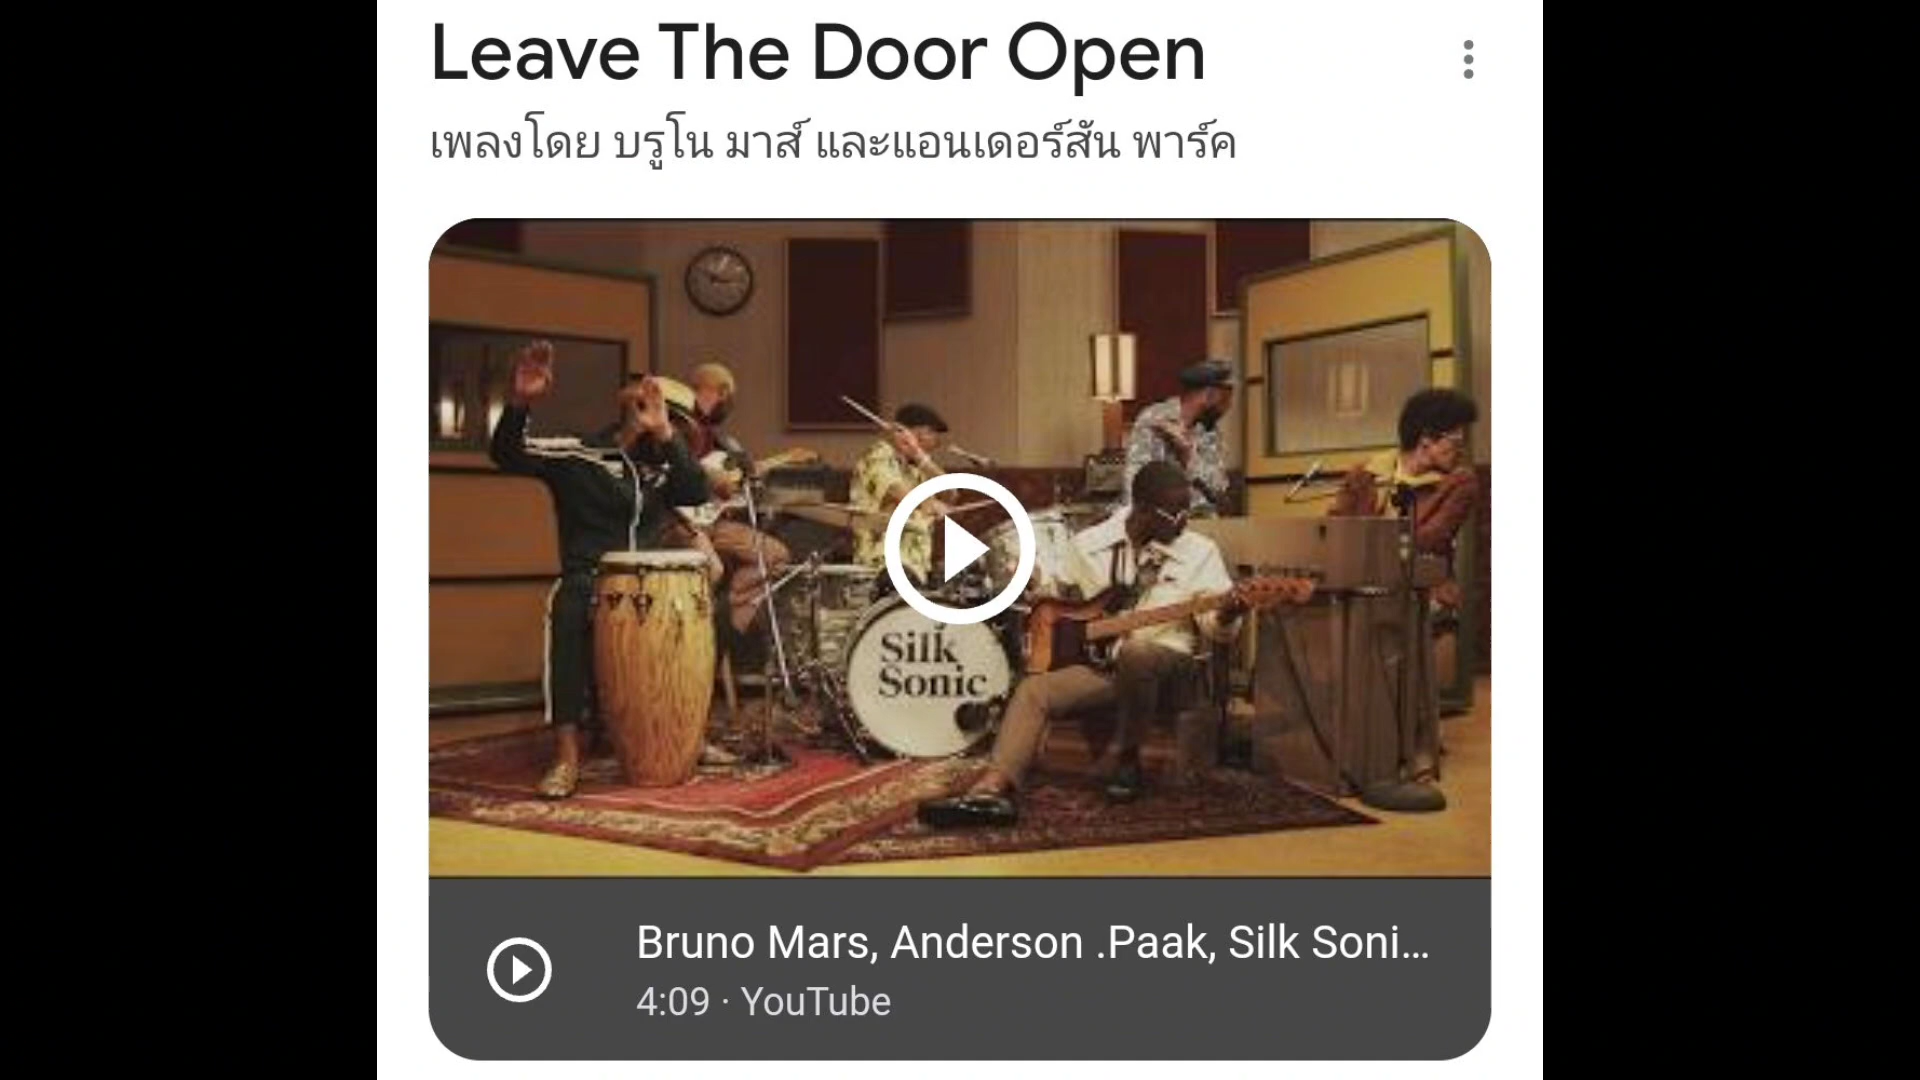 Leave The Door Open
เพลงโดย บรูโน มาส์ และแอนเดอร์สัน พาร์ค
Silk
Sonic
Bruno Mars, Anderson .Paak, Silk Soni...
4:09 · YouTube